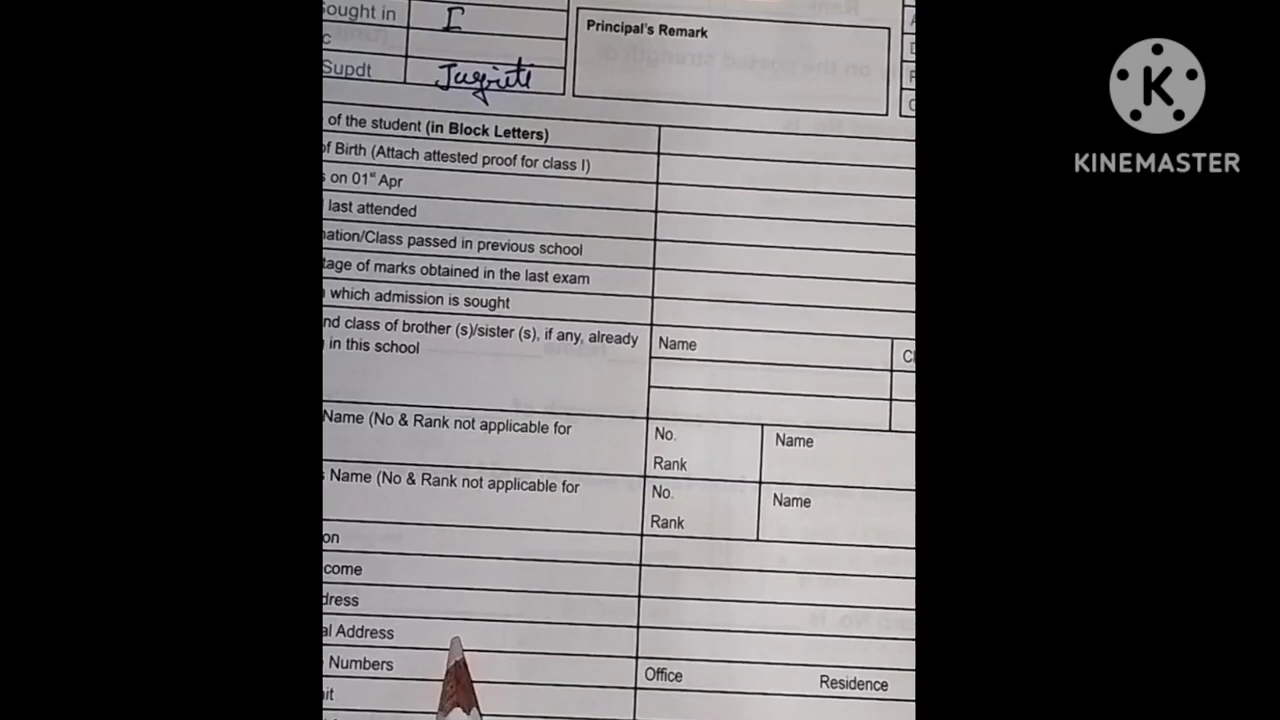 ought in
I
c
Supdt
Jagriti
Principal's Remark
of the student (in Block Letters)
of Birth (Attach attested proof for class I)
s on 01st Apr
last attended
nation/Class passed in previous school
tage of marks obtained in the last exam
which admission is sought
nd class of brother (s)/sister (s), if any, already
in this school
Name
Cl
Name (No & Rank not applicable for
No.
Rank
Name
s Name (No & Rank not applicable for
No.
Rank
Name
on
come
dress
al Address
Numbers
Office
Residence
nit
K
KINEMASTER